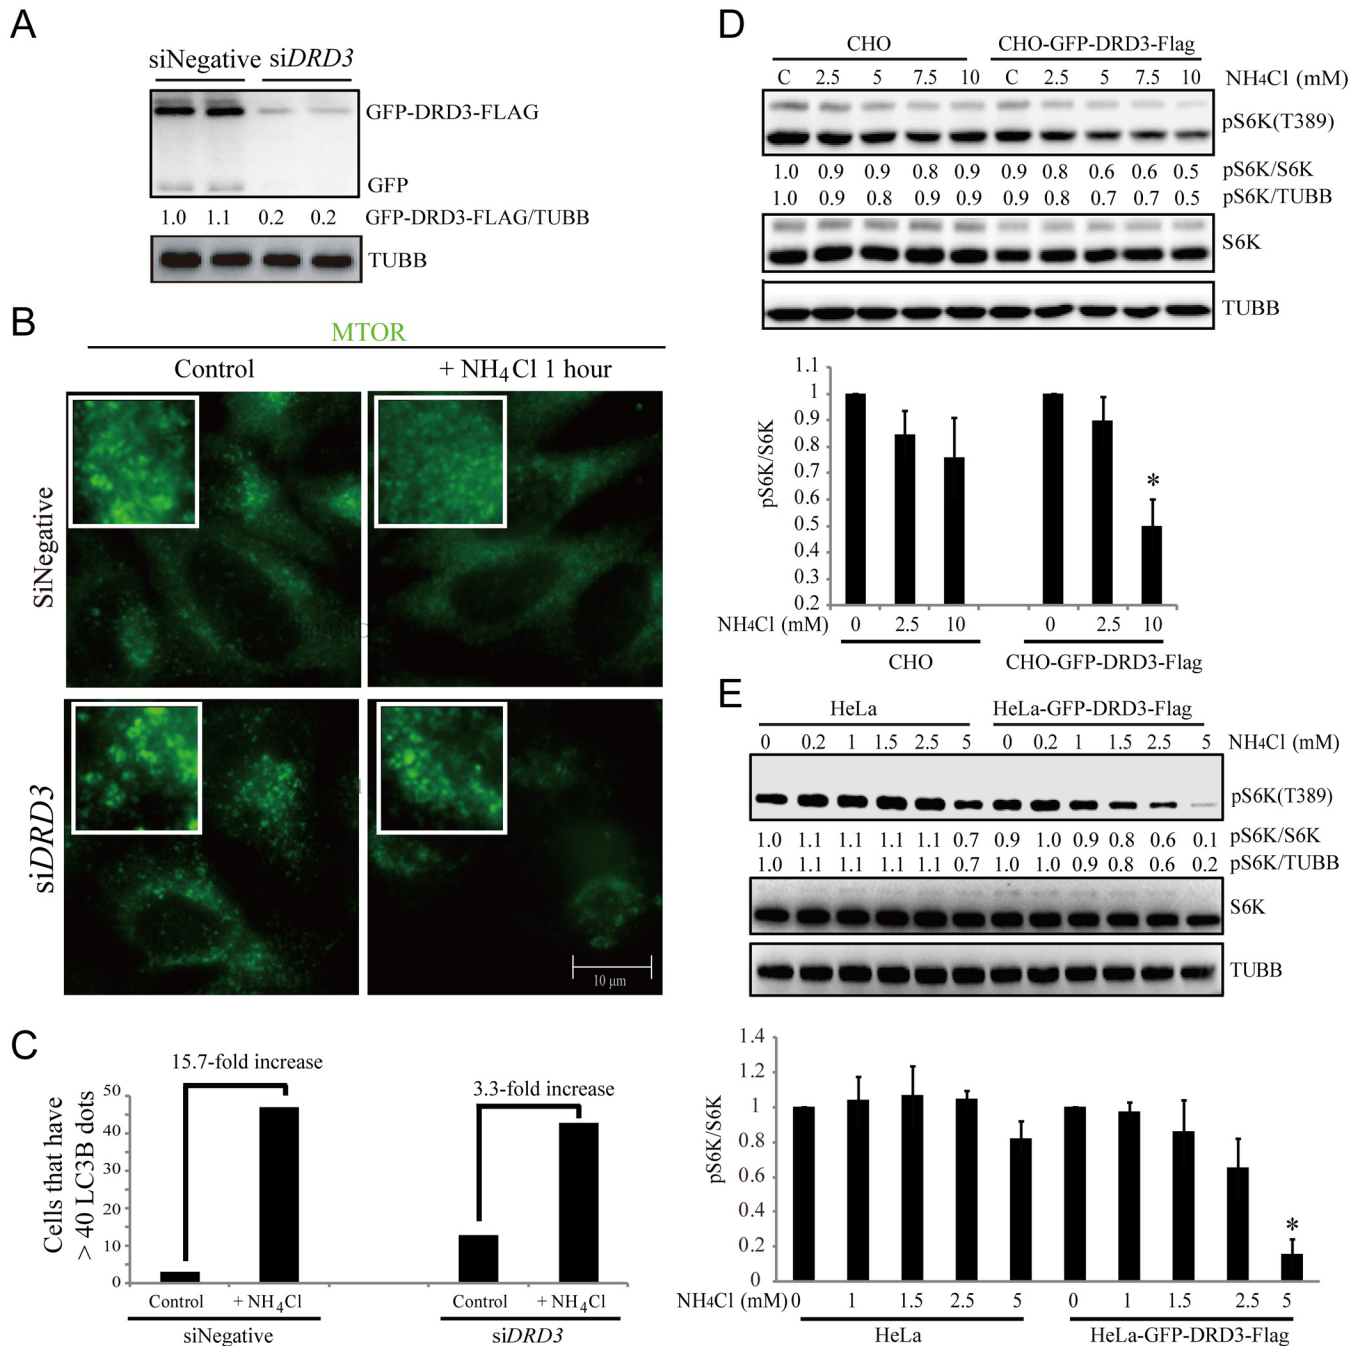 A
siNegative siDRD3
GFP-DRD3-FLAG
GFP
1.0 1.1 0.2 0.2 GFP-DRD3-FLAG/TUBB
TUBB
B
MTOR
Control + NH4Cl 1 hour
SiNegative
siDRD3
10 μm
C
15.7-fold increase
3.3-fold increase
Cells that have
> 40 LC3B dots
50
40
30
20
10
0
Control + NH4Cl Control + NH4Cl
siNegative siDRD3
D
CHO CHO-GFP-DRD3-Flag
C 2.5 5 7.5 10 C 2.5 5 7.5 10 NH4Cl (mM)
pS6K(T389)
1.0 0.9 0.9 0.8 0.9 0.9 0.8 0.6 0.6 0.5 pS6K/S6K
1.0 0.9 0.8 0.9 0.9 0.9 0.8 0.7 0.7 0.5 pS6K/TUBB
S6K
TUBB
pS6K/S6K
1.1
1
0.9
0.8
0.7
0.6
0.5
0.4
0.3
0.2
*
NH4Cl (mM) 0 2.5 10 0 2.5 10
CHO CHO-GFP-DRD3-Flag
E
HeLa HeLa-GFP-DRD3-Flag
0 0.2 1 1.5 2.5 5 0 0.2 1 1.5 2.5 5 NH4Cl (mM)
pS6K(T389)
1.0 1.1 1.1 1.1 1.1 0.7 0.9 1.0 0.9 0.8 0.6 0.1 pS6K/S6K
1.0 1.1 1.1 1.1 1.1 0.7 1.0 1.0 0.9 0.8 0.6 0.2 pS6K/TUBB
S6K
TUBB
pS6K/S6K
1.4
1.2
1
0.8
0.6
0.4
0.2
0
*
NH4Cl (mM) 0 1 1.5 2.5 5 0 1 1.5 2.5 5
HeLa HeLa-GFP-DRD3-Flag